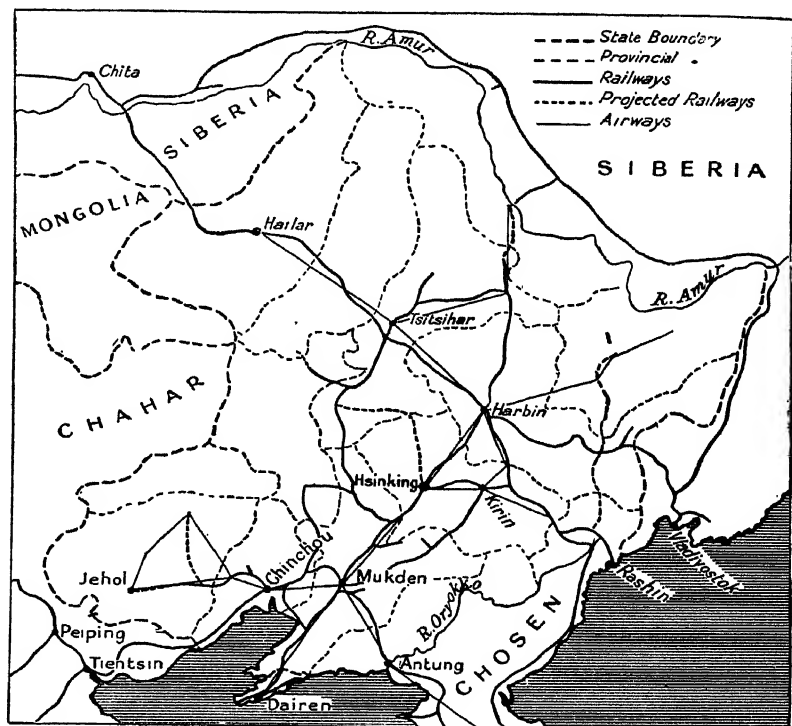 R. Amur
State Boundary
Provincial "
Railways
Projected Railways
Airways
Chita
SIBERIA
SIBERIA
MONGOLIA
Hailar
R. Amur
Tsitsihar
CHAHAR
Harbin
Hsinking
Kirin
Chinchou
Vladivostok
Rashin
Jehol
Mukden
R. Oryokko
CHOSEN
Peiping
Tientsin
Antung
Dairen